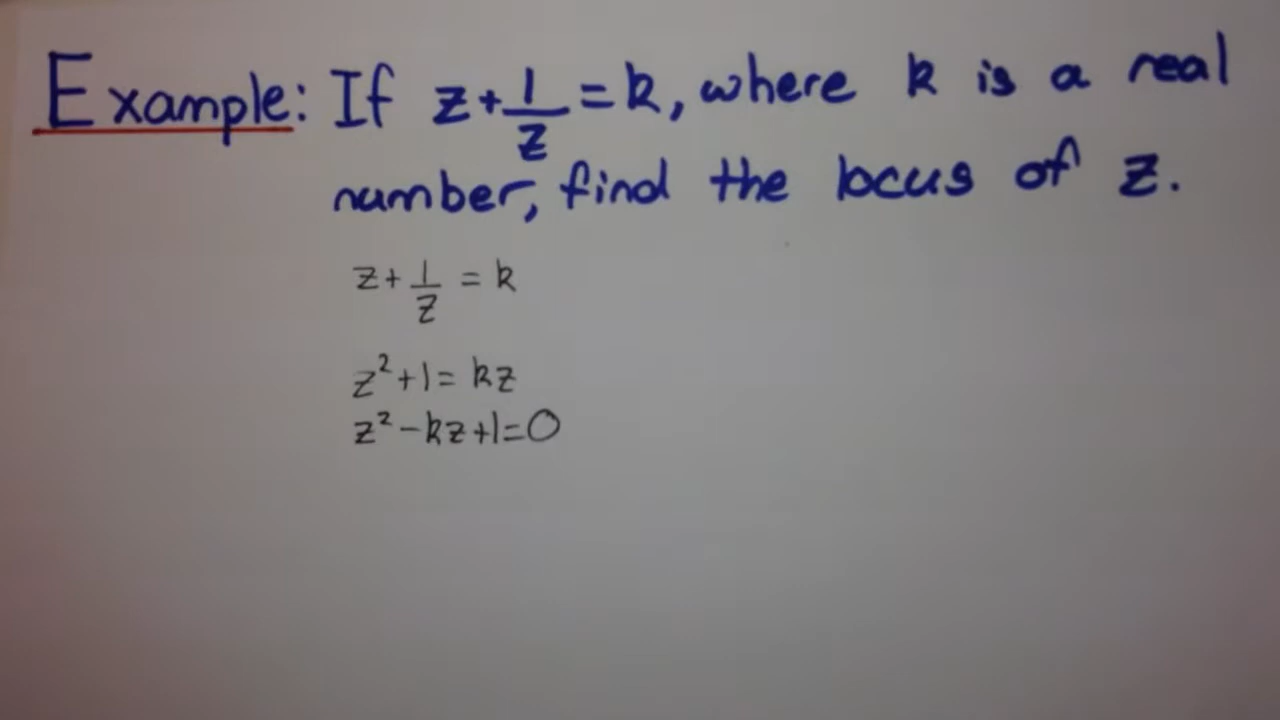 Example: If z + 1/z = k, where k is a real
number, find the locus of z.
z + 1/z = k
z² + 1 = kz
z² - kz + 1 = 0